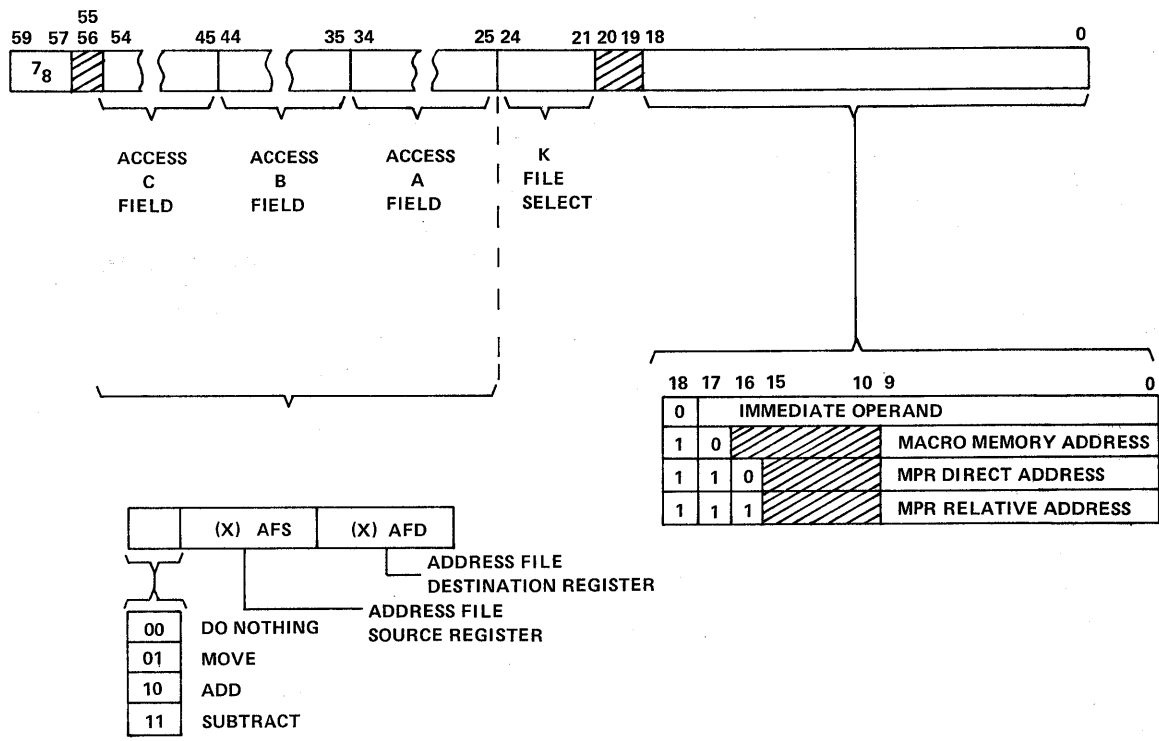 55
59 57 56 54 45 44 35 34 25 24 21 20 19 18 0
7₈
ACCESS C FIELD
ACCESS B FIELD
ACCESS A FIELD
K FILE SELECT
18 17 16 15 10 9 0
0 IMMEDIATE OPERAND
1 0 MACRO MEMORY ADDRESS
1 1 0 MPR DIRECT ADDRESS
1 1 1 MPR RELATIVE ADDRESS
(X) AFS (X) AFD
ADDRESS FILE
DESTINATION REGISTER
ADDRESS FILE
SOURCE REGISTER
00 DO NOTHING
01 MOVE
10 ADD
11 SUBTRACT